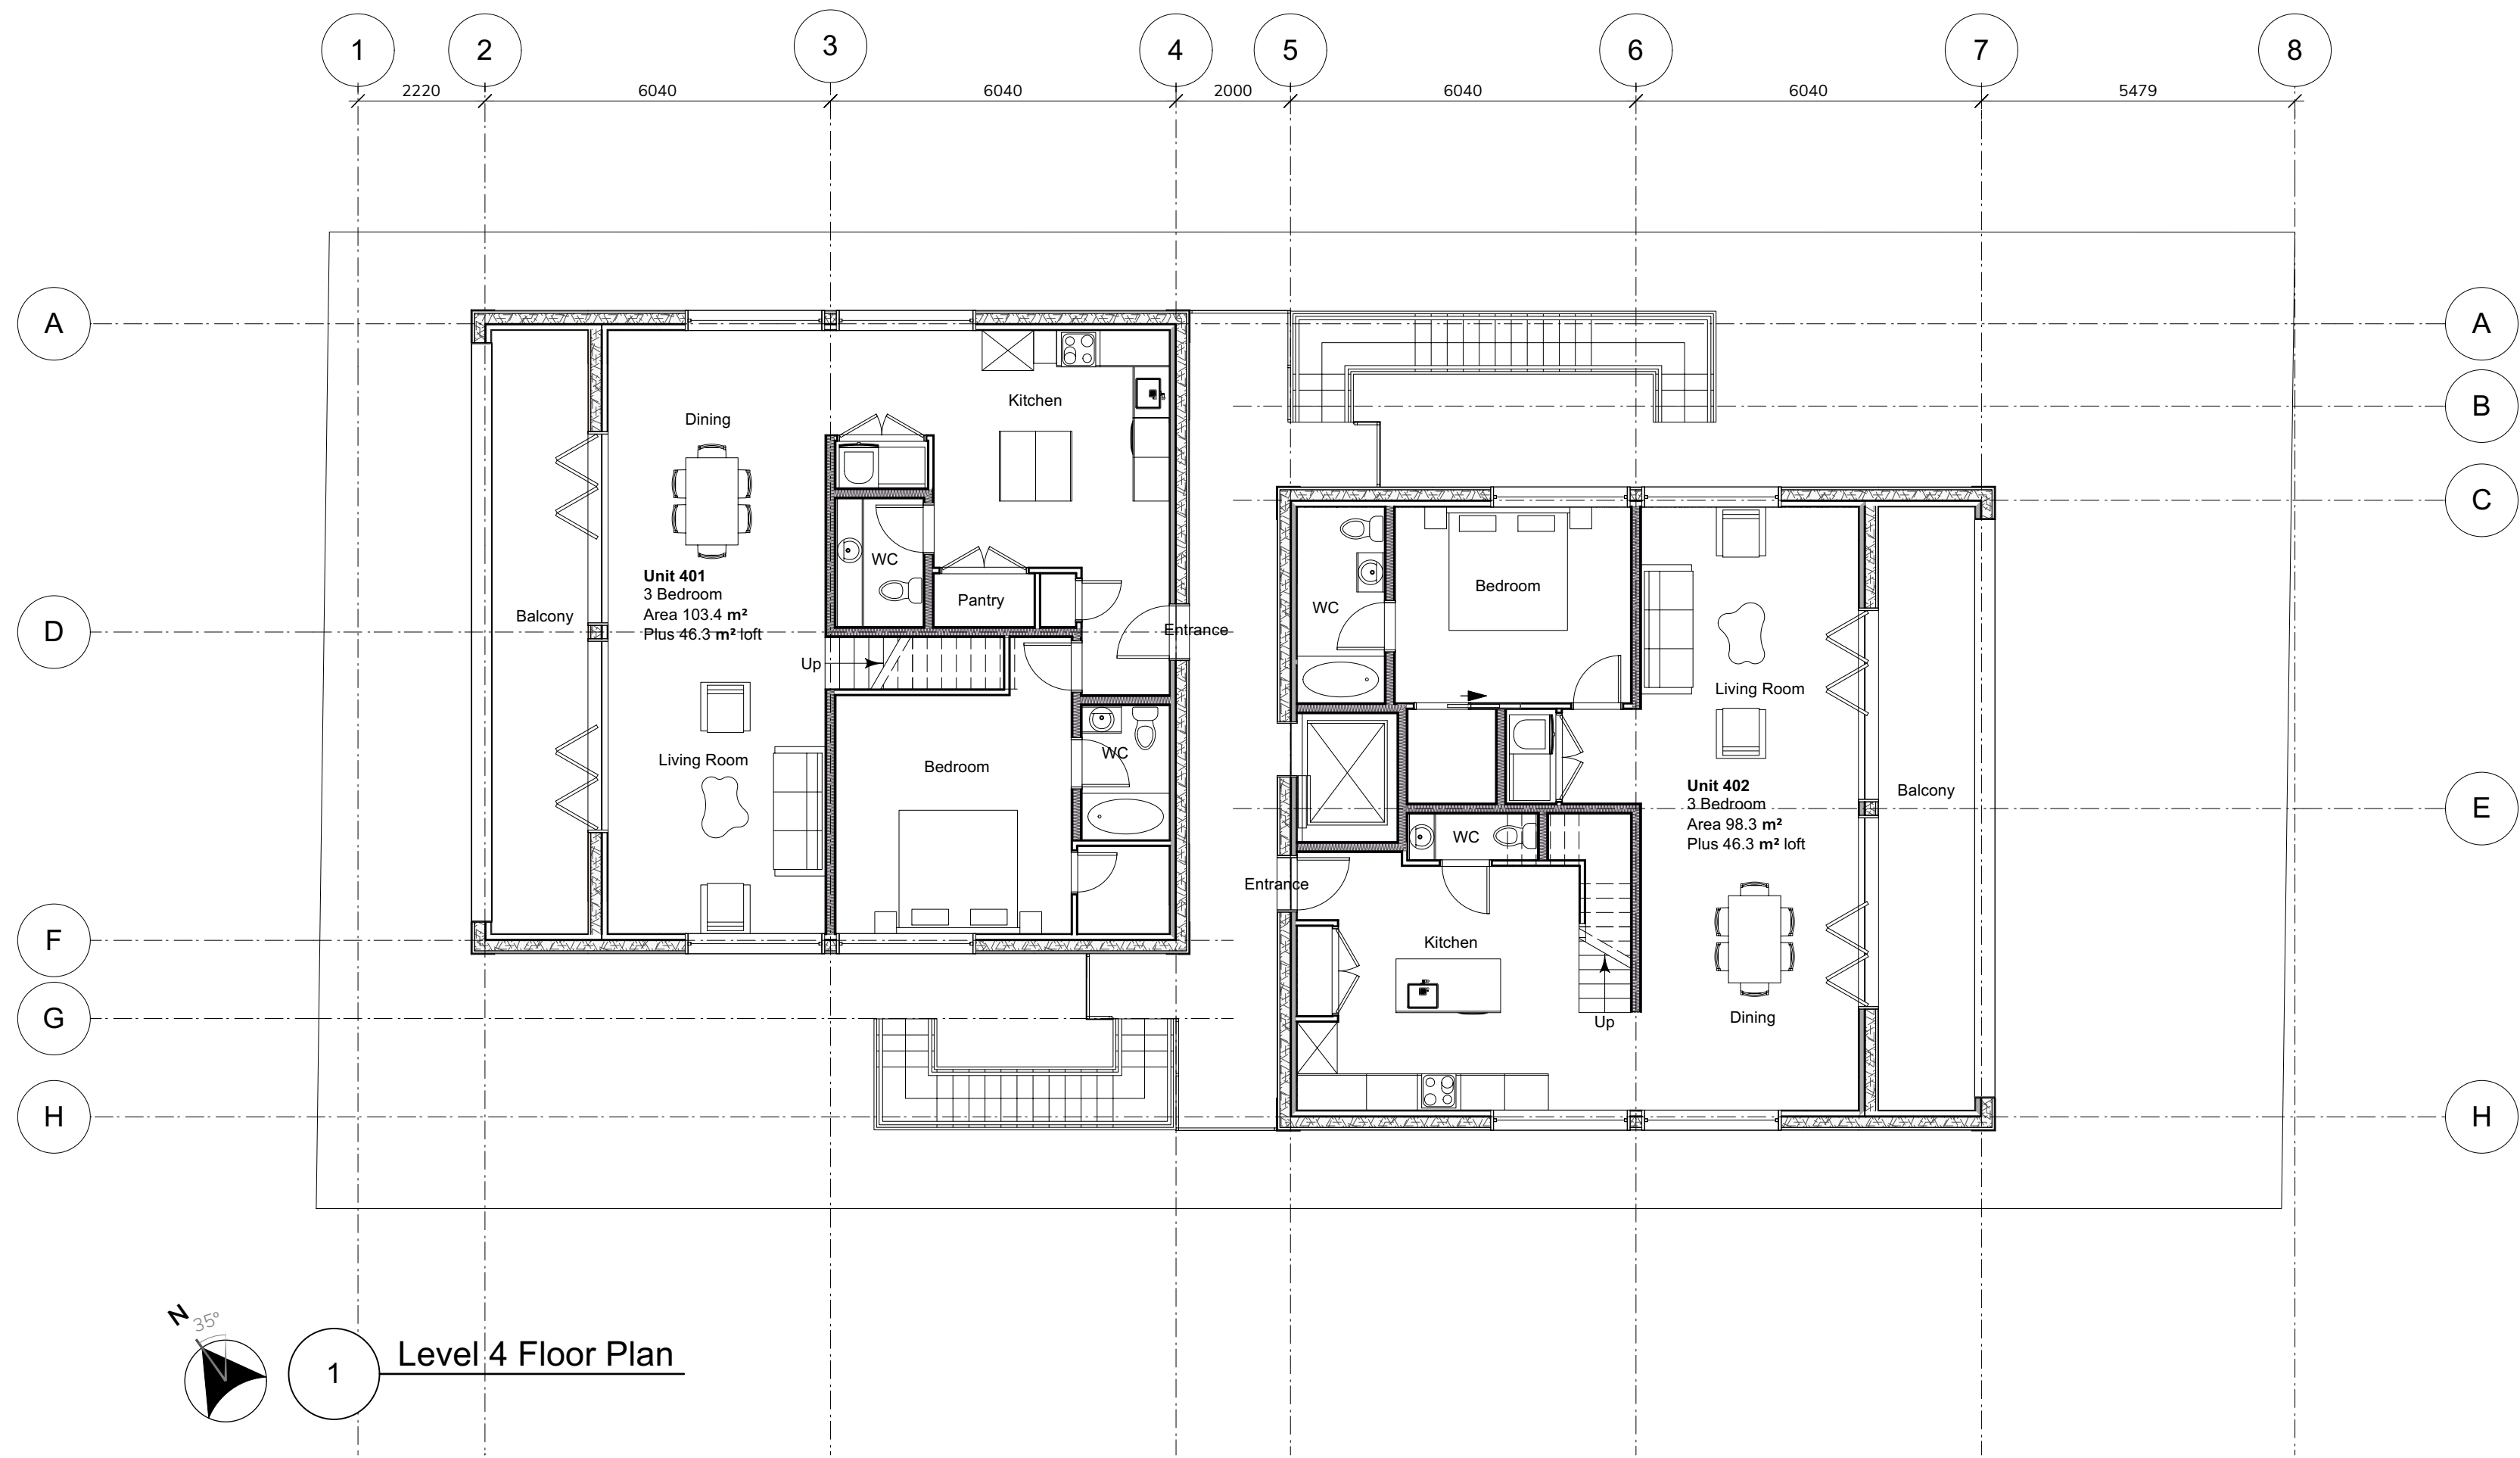 1 2 3 4 5 6 7 8
2220 6040 6040 2000 6040 6040 5479
A A
B
C
D
E
F
G
H H
Kitchen
Dining
WC
Unit 401
3 Bedroom
Area 103.4 m²
Plus 46.3 m² loft
Balcony
Pantry
Entrance
Up
Living Room
Bedroom
WC
Bedroom
WC
Living Room
Unit 402
3 Bedroom
Area 98.3 m²
Plus 46.3 m² loft
Balcony
WC
Entrance
Kitchen
Up
Dining
N 35°
1 Level 4 Floor Plan